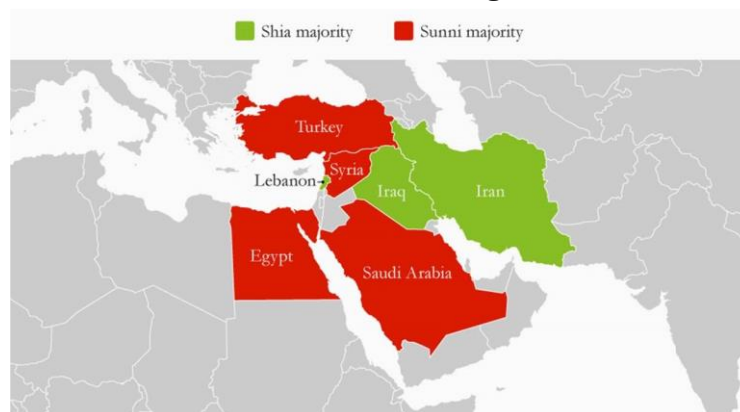 Shia majority
Sunni majority
Turkey
Syria
Lebanon
Iraq
Iran
Egypt
Saudi Arabia